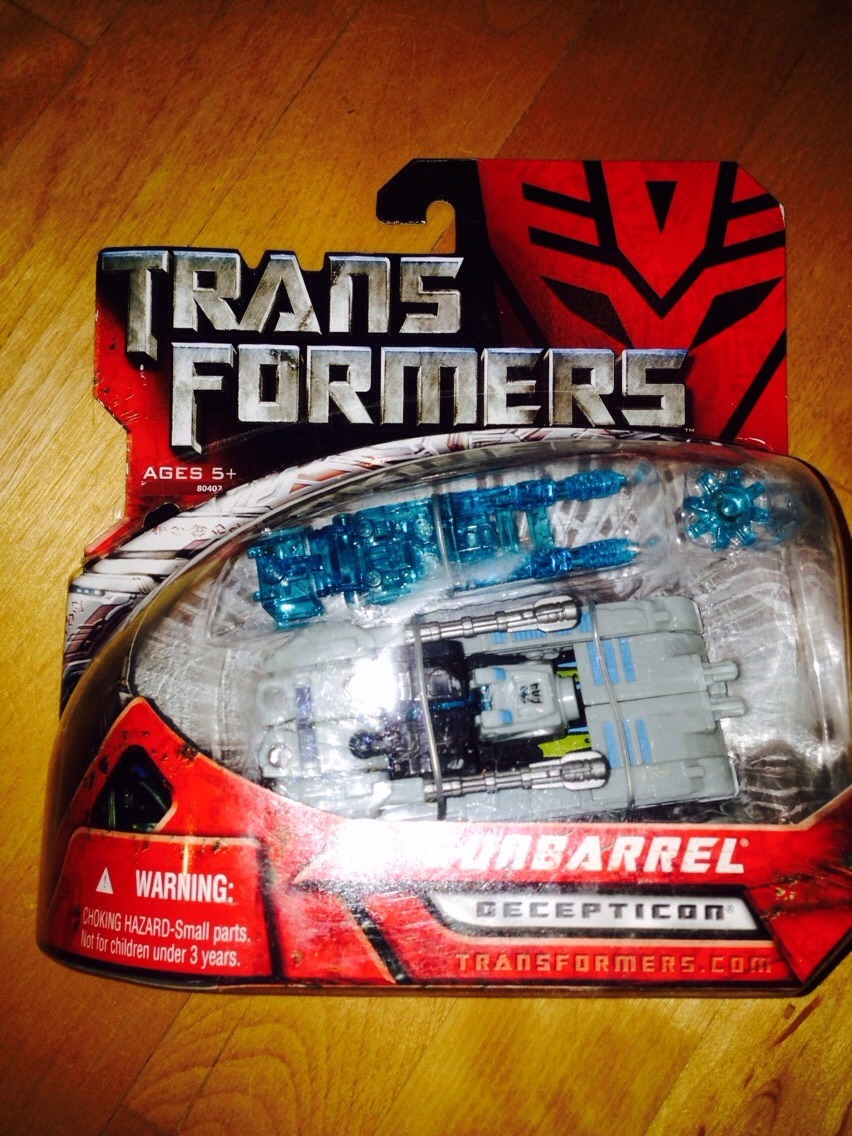 TRANS
FORMERS™
AGES 5+
80402
UNBARREL®
DECEPTICON®
TRANSFORMERS.COM
WARNING:
CHOKING HAZARD-Small parts.
Not for children under 3 years.